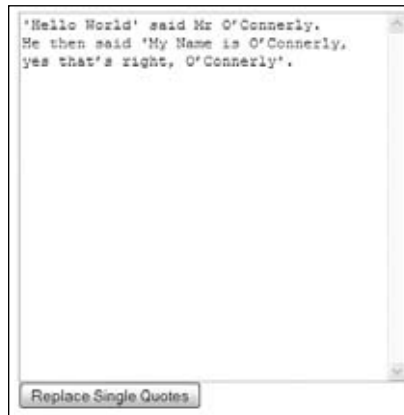 'Hello World' said Mr O'Connerly.
He then said 'My Name is O'Connerly,
yes that's right, O'Connerly'.
Replace Single Quotes